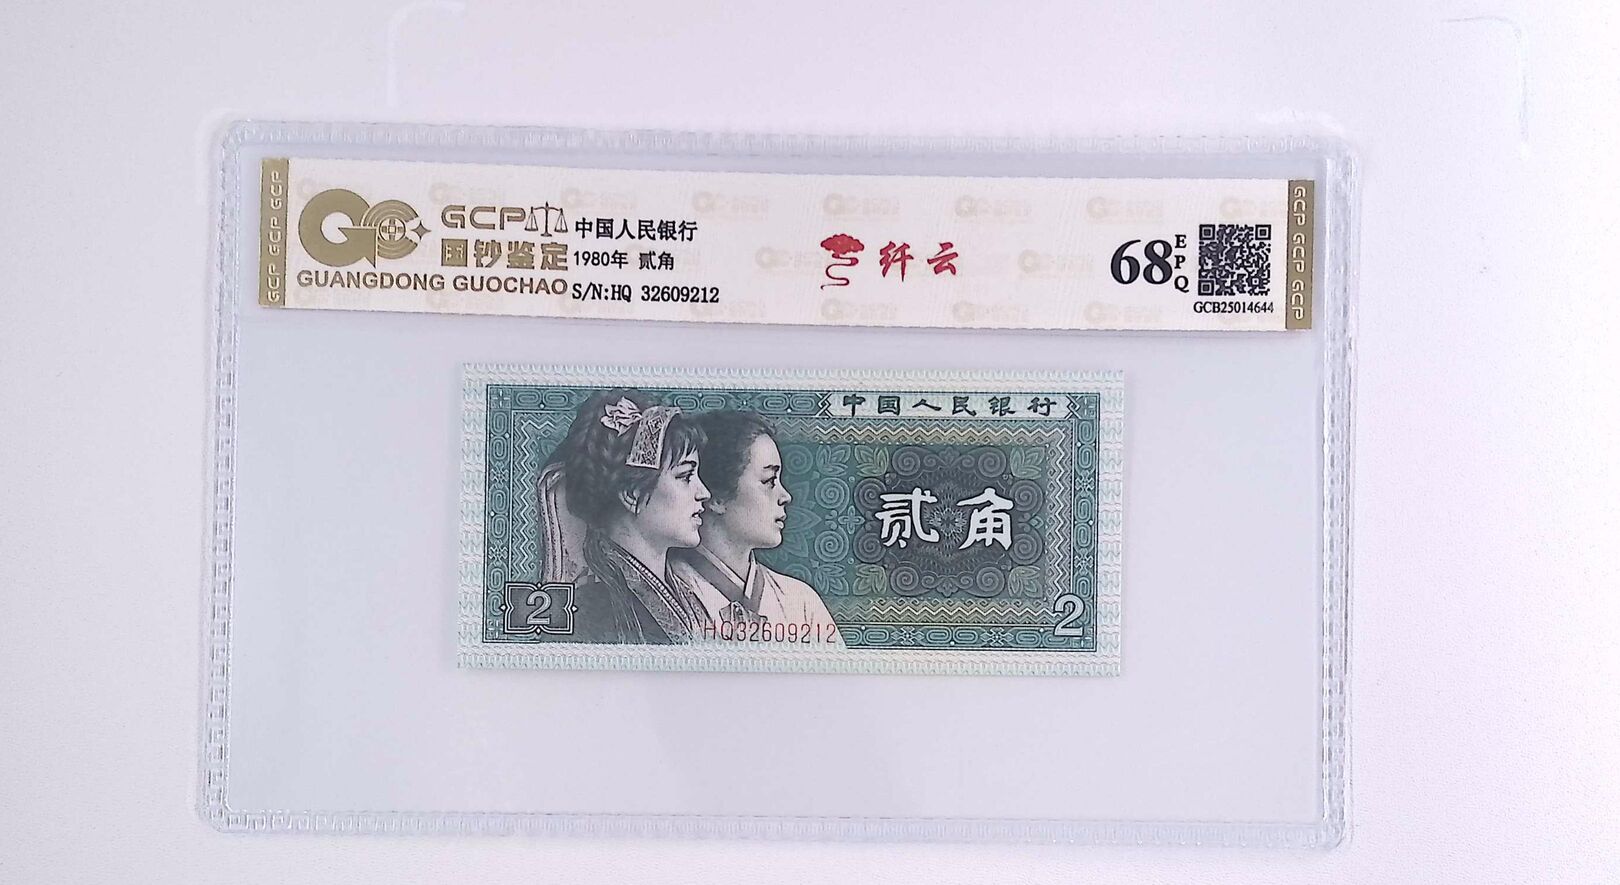 GCP GCP GCP
GCP
国钞鉴定
GUANGDONG GUOCHAO
中国人民银行
1980年 贰角
S/N:HQ 32609212
纤云
68
EPQ
GCB25014644
GCP GCP GCP
中国人民银行
贰角
2
HQ32609212
2